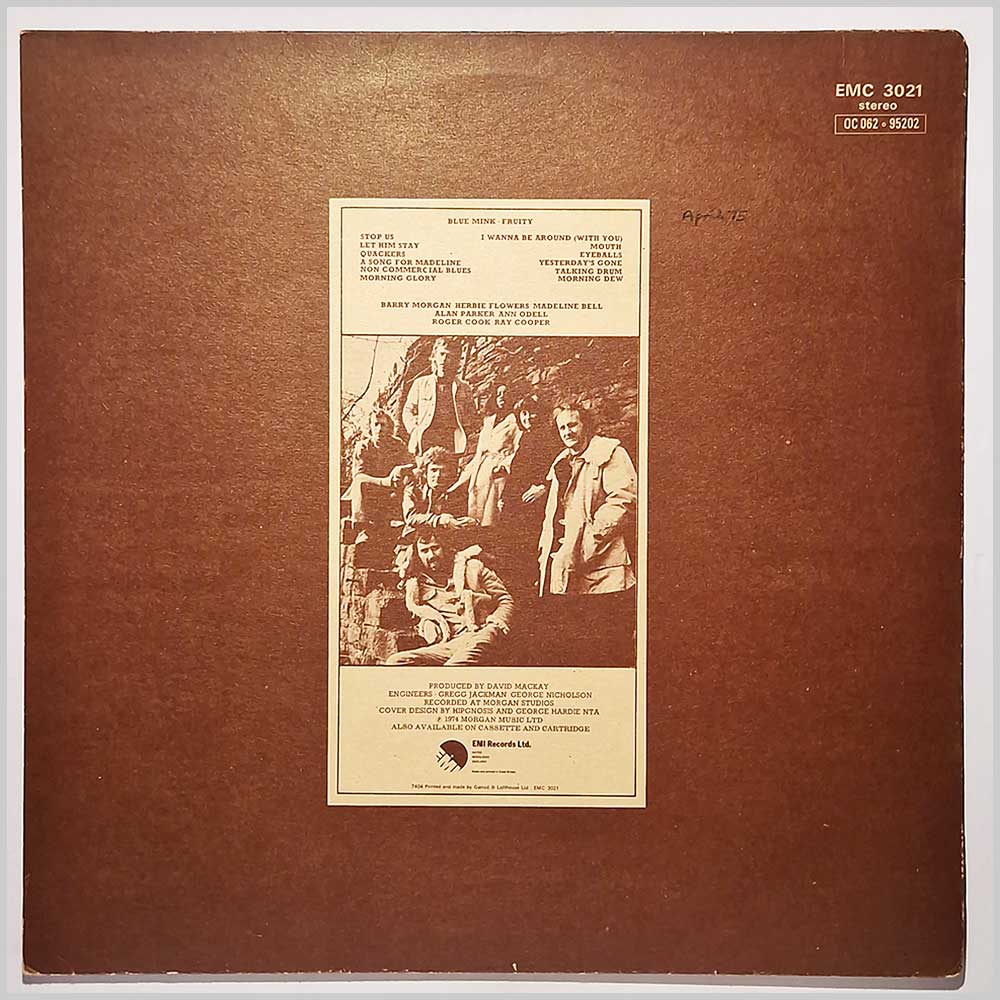 EMC 3021
stereo
OC 062 • 95202
April '75
BLUE MINK · FRUITY
STOP US
LET HIM STAY
QUACKERS
A SONG FOR MADELINE
NON COMMERCIAL BLUES
MORNING GLORY
I WANNA BE AROUND (WITH YOU)
MOUTH
EYEBALLS
YESTERDAY'S GONE
TALKING DRUM
MORNING DEW
BARRY MORGAN HERBIE FLOWERS MADELINE BELL
ALAN PARKER ANN ODELL
ROGER COOK RAY COOPER
PRODUCED BY DAVID MACKAY
ENGINEERS · GREGG JACKMAN GEORGE NICHOLSON
RECORDED AT MORGAN STUDIOS
COVER DESIGN BY HIPGNOSIS AND GEORGE HARDIE NTA
℗ 1974 MORGAN MUSIC LTD
ALSO AVAILABLE ON CASSETTE AND CARTRIDGE
EMI
EMI Records Ltd.
7404 Printed and made by Garrod & Lofthouse Ltd. EMC 3021